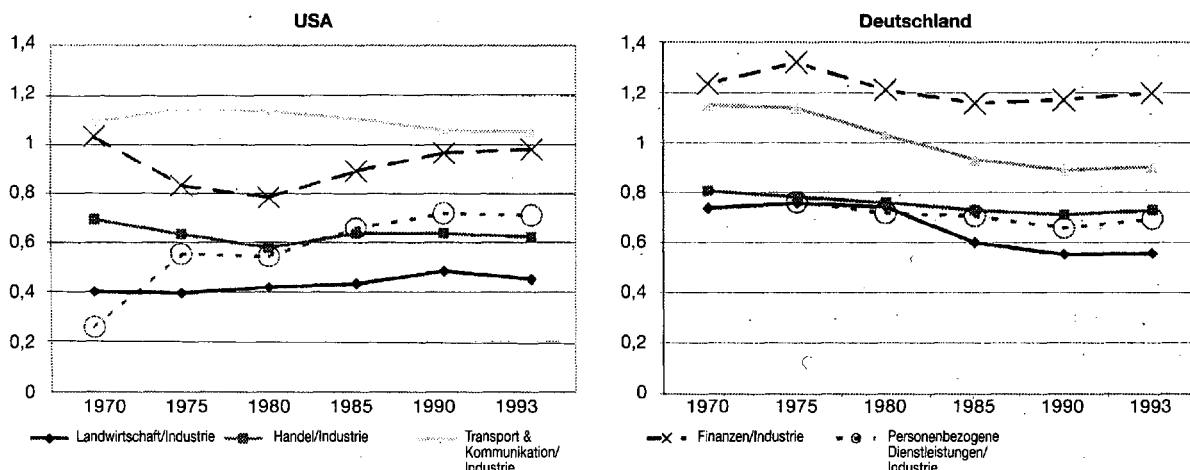 USA
1,4
1,2
1
0,8
0,6
0,4
0,2
0
1970 1975 1980 1985 1990 1993
Deutschland
1,4
1,2
1
0,8
0,6
0,4
0,2
0
1970 1975 1980 1985 1990 1993
Landwirtschaft/Industrie
Handel/Industrie
Transport &
Kommunikation/
Industrie
Finanzen/Industrie
Personenbezogene
Dienstleistungen/
Industrie